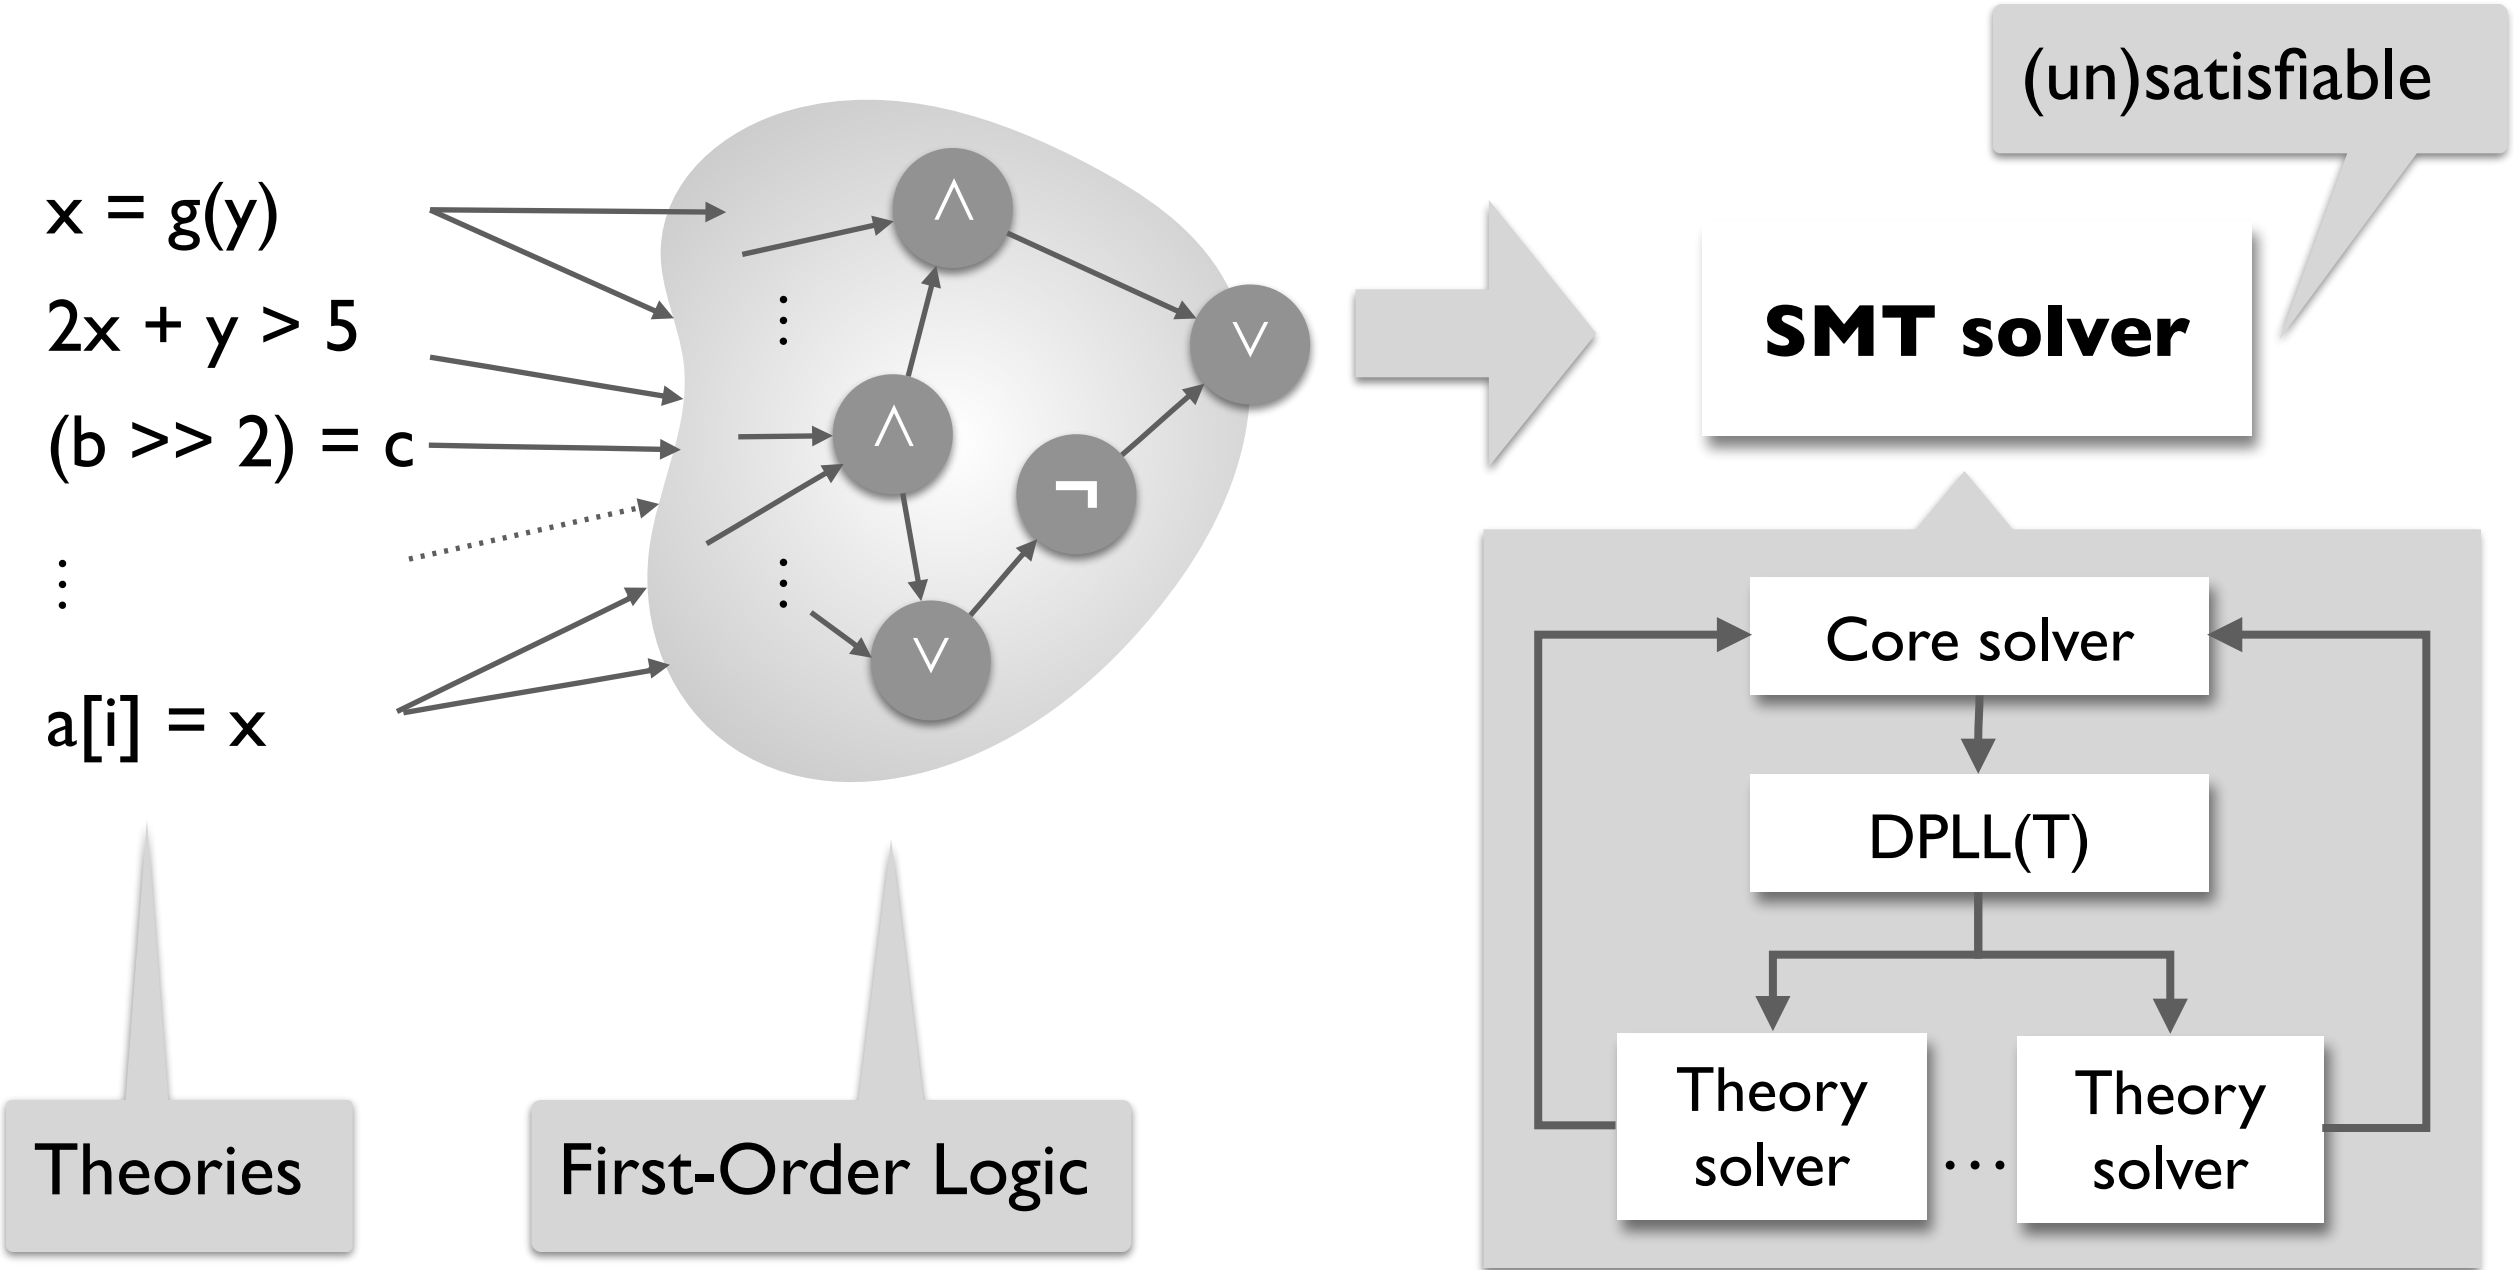 x = g(y)
2x + y > 5
(b >> 2) = c
⋮
a[i] = x
Theories
∧
⋮
∧
∨
¬
⋮
∨
First-Order Logic
(un)satisfiable
SMT solver
Core solver
DPLL(T)
Theory
solver
…
Theory
solver